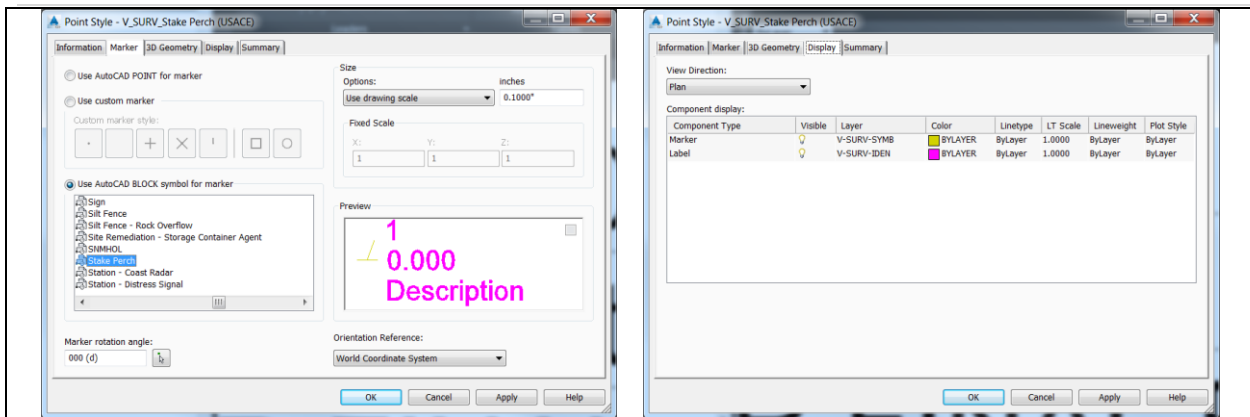 Point Style - V_SURV_Stake Perch (USACE)
Information Marker 3D Geometry Display Summary
Use AutoCAD POINT for marker
Use custom marker
Custom marker style:
Use AutoCAD BLOCK symbol for marker
Sign
Silt Fence
Silt Fence - Rock Overflow
Site Remediation - Storage Container Agent
SNMHOL
Stake Perch
Station - Coast Radar
Station - Distress Signal
Marker rotation angle:
000 (d)
Size
Options: inches
Use drawing scale 0.1000"
Fixed Scale
X: Y: Z:
1 1 1
Preview
1
0.000
Description
Orientation Reference:
World Coordinate System
OK Cancel Apply Help
Point Style - V_SURV_Stake Perch (USACE)
Information Marker 3D Geometry Display Summary
View Direction:
Plan
Component display:
Component Type Visible Layer Color Linetype LT Scale Lineweight Plot Style
Marker V-SURV-SYMB BYLAYER ByLayer 1.0000 ByLayer ByLayer
Label V-SURV-IDEN BYLAYER ByLayer 1.0000 ByLayer ByLayer
OK Cancel Apply Help